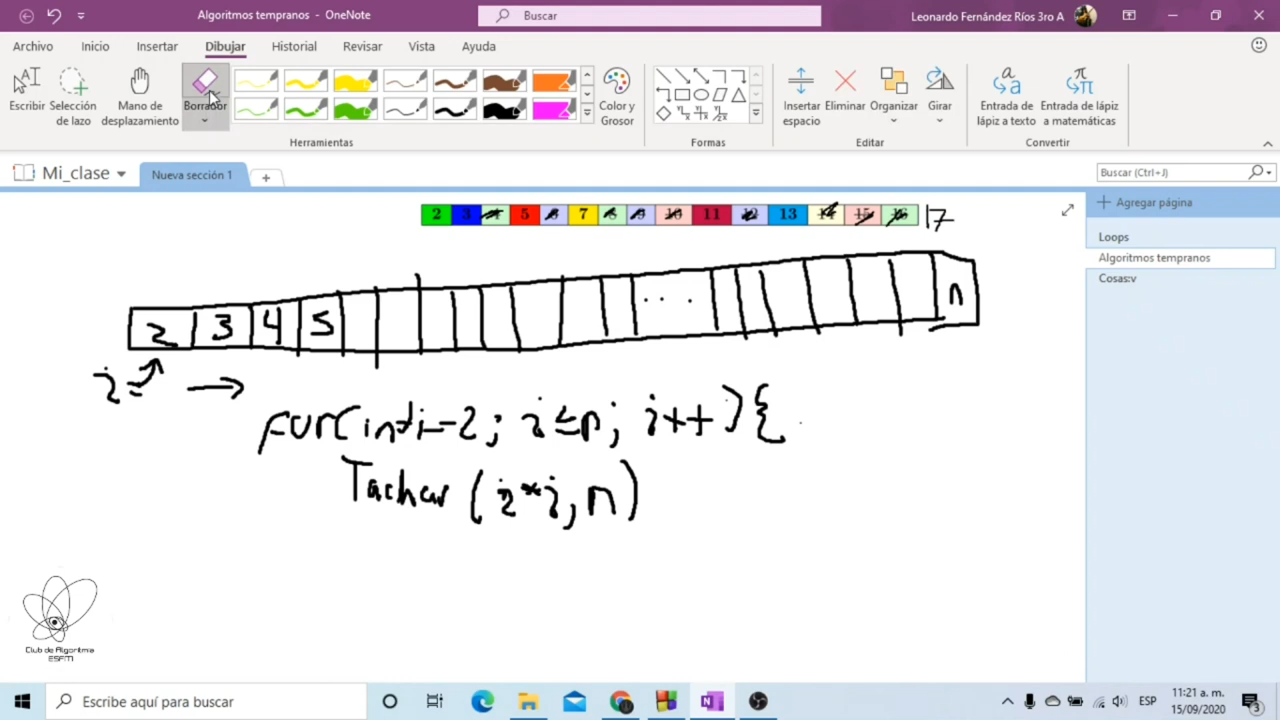 Algoritmos tempranos - OneNote
Buscar
Leonardo Fernández Ríos 3ro A
Archivo Inicio Insertar Dibujar Historial Revisar Vista Ayuda
Escribir Selección de lazo Mano de desplazamiento Borrador Color y Grosor Insertar espacio Eliminar Organizar Girar Entrada de lápiz a texto Entrada de lápiz a matemáticas
Herramientas Formas Editar Convertir
Mi_clase Nueva sección 1 Buscar (Ctrl+J)
Agregar página
Loops
Algoritmos tempranos
Cosas:v
2 3 4 5 6 7 8 9 10 11 12 13 14 15 16 17
2 3 4 5 ... n
i
for(int i=2; i≤n; i++){
Tachar (i*i, n)
Club de Algoritmia
ESFM
Escribe aquí para buscar
ESP
11:21 a. m.
15/09/2020
3